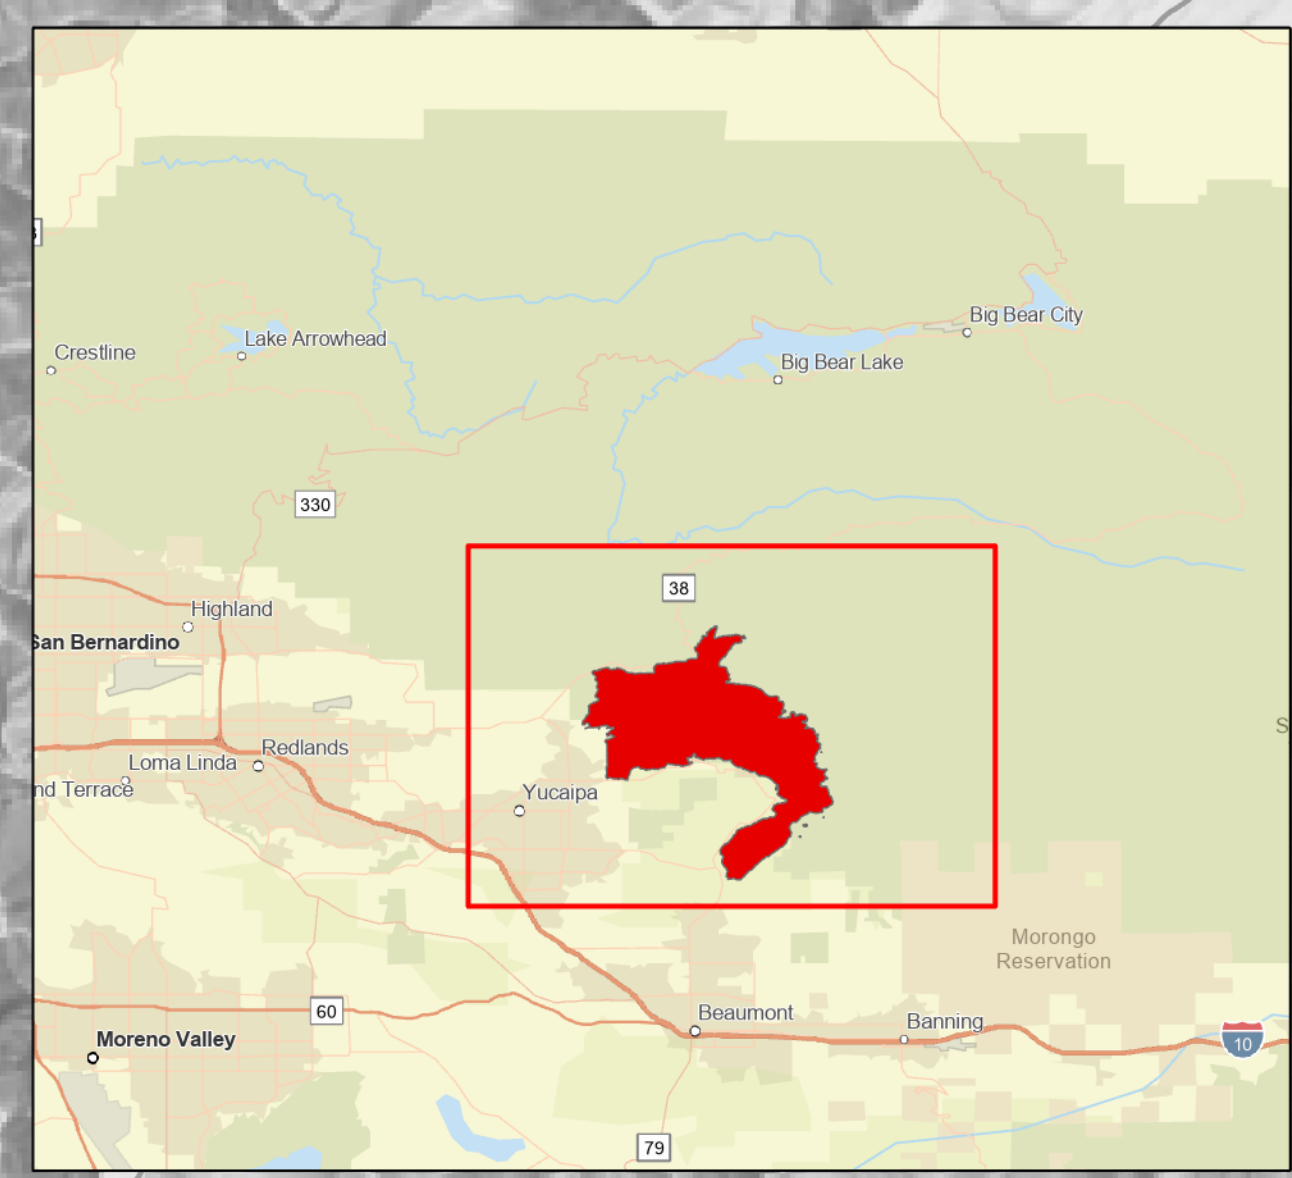 Big Bear City
Lake Arrowhead
Crestline
Big Bear Lake
330
38
Highland
San Bernardino
Redlands
Loma Linda
nd Terrace
Yucaipa
Morongo
Reservation
60
Beaumont
Banning
Moreno Valley
10
79
S